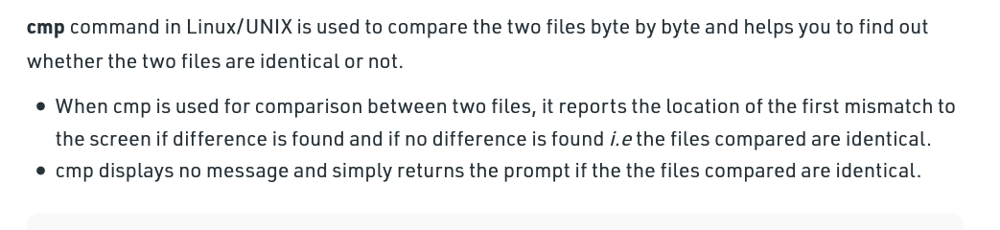 cmp command in Linux/UNIX is used to compare the two files byte by byte and helps you to find out
whether the two files are identical or not.
• When cmp is used for comparison between two files, it reports the location of the first mismatch to
the screen if difference is found and if no difference is found i.e the files compared are identical.
• cmp displays no message and simply returns the prompt if the the files compared are identical.